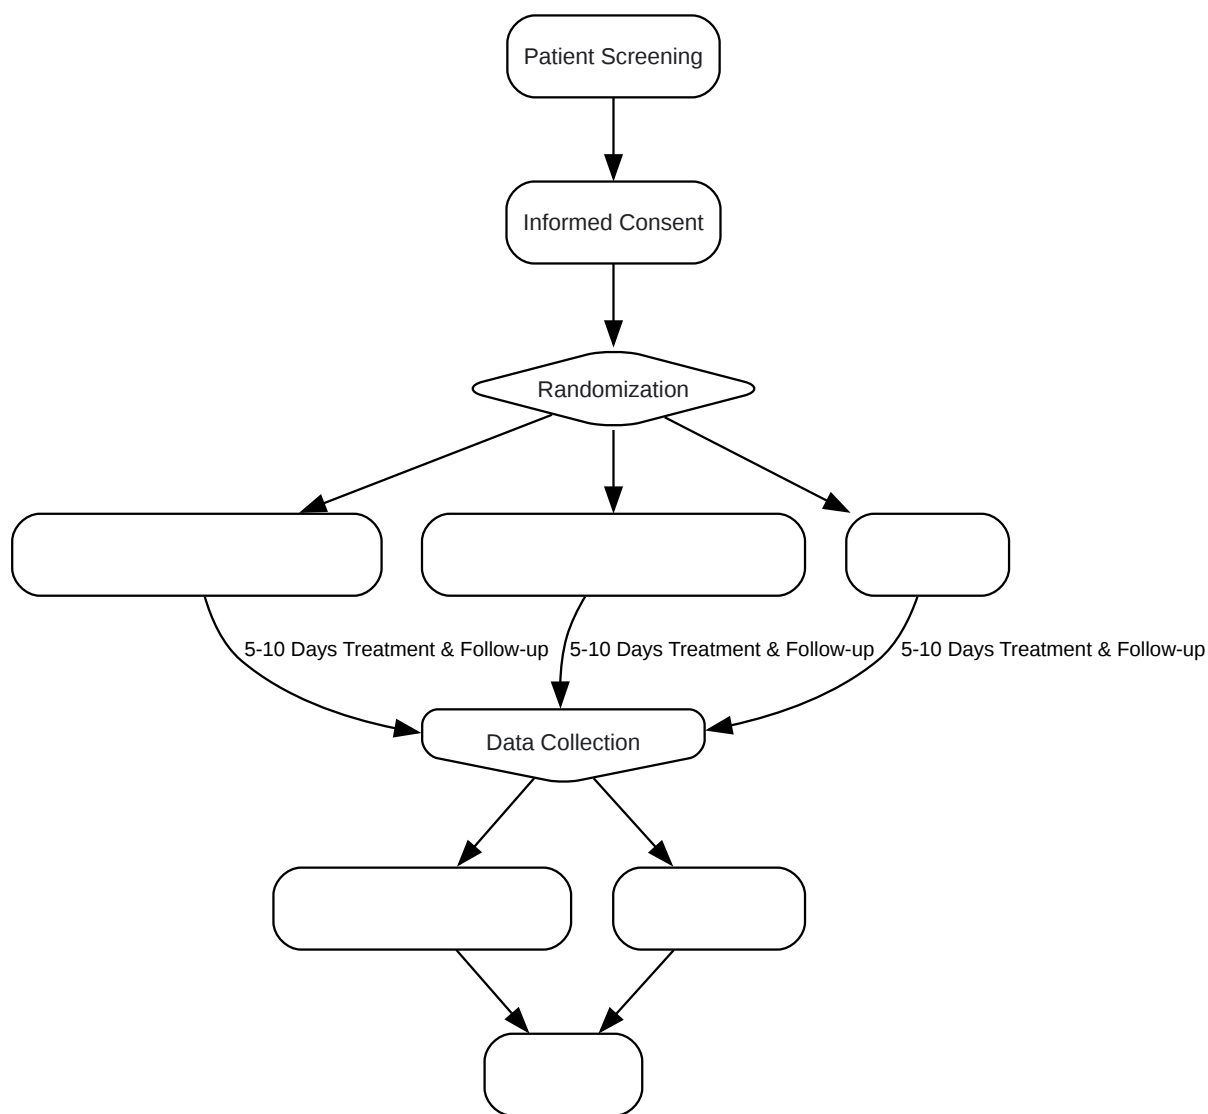 Patient Screening
Informed Consent
Randomization
5-10 Days Treatment & Follow-up
5-10 Days Treatment & Follow-up
5-10 Days Treatment & Follow-up
Data Collection